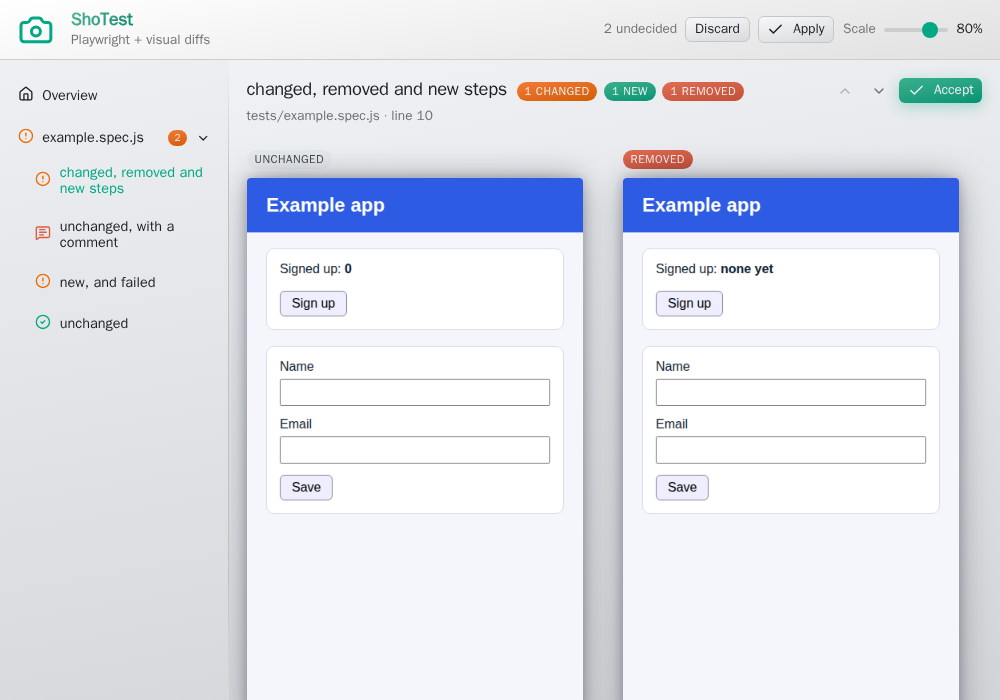 ShoTest
Playwright + visual diffs
2 undecided
Discard
Apply
Scale
80%
Overview
example.spec.js
2
changed, removed and
new steps
unchanged, with a
comment
new, and failed
unchanged
changed, removed and new steps
1 CHANGED
1 NEW
1 REMOVED
Accept
tests/example.spec.js · line 10
UNCHANGED
Example app
Signed up: 0
Sign up
Name
Email
Save
REMOVED
Example app
Signed up: none yet
Sign up
Name
Email
Save